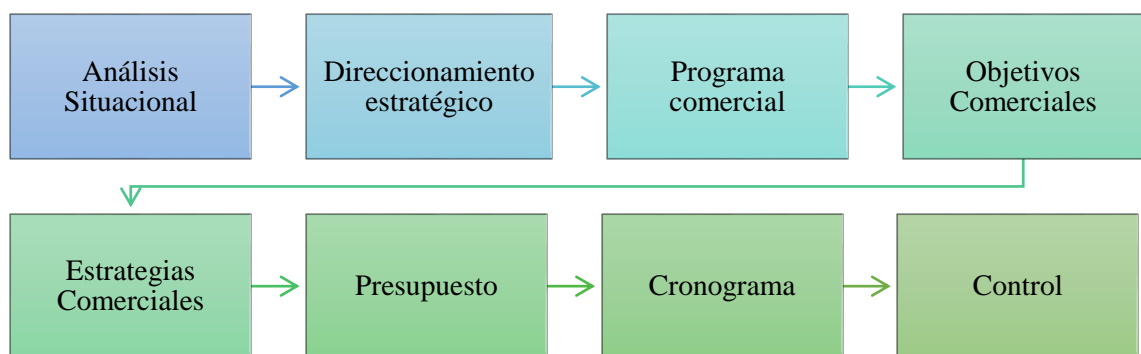 Análisis
Situacional
Direccionamiento
estratégico
Programa
comercial
Objetivos
Comerciales
Estrategias
Comerciales
Presupuesto
Cronograma
Control